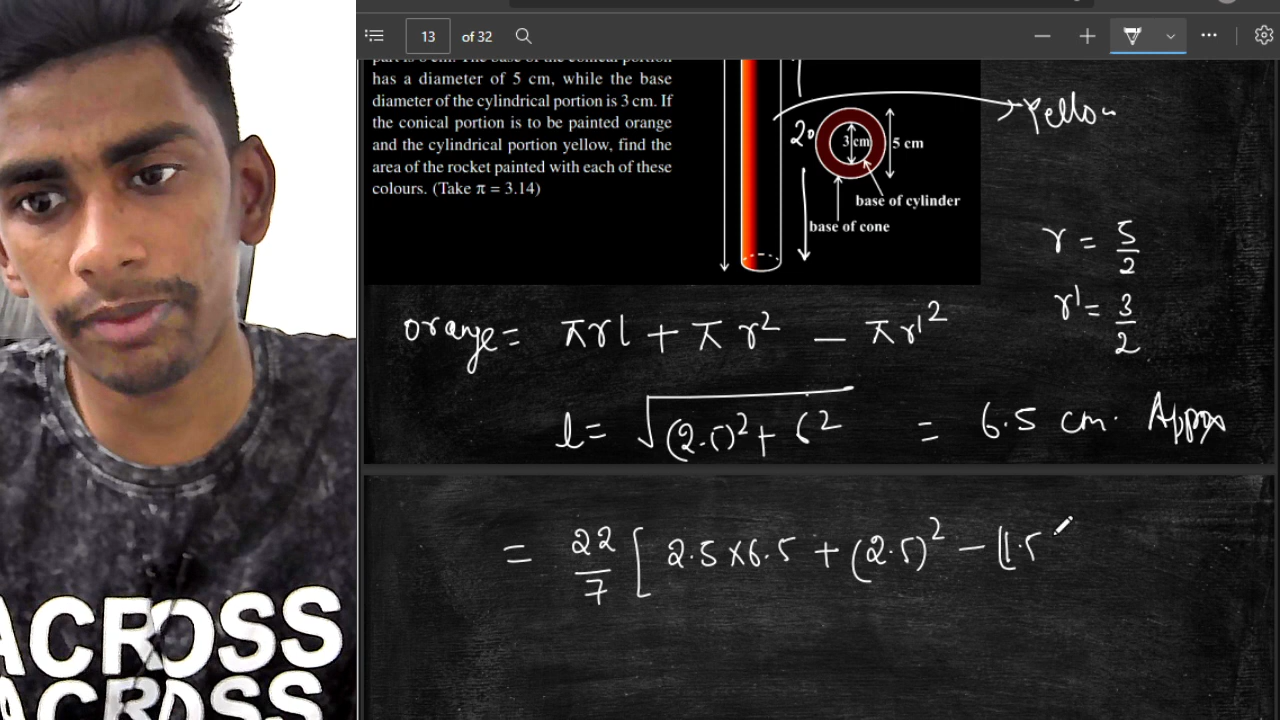 13 of 32
has a diameter of 5 cm, while the base
diameter of the cylindrical portion is 3 cm. If
the conical portion is to be painted orange
and the cylindrical portion yellow, find the
area of the rocket painted with each of these
colours. (Take π = 3.14)
20
3 cm
5 cm
base of cylinder
base of cone
Yellow
r = 5/2
r' = 3/2
orange = πrl + πr² − πr'²
l = √(2.5)² + 6² = 6.5 cm. Approx
= 22/7 [ 2.5 × 6.5 + (2.5)² − (1.5
ACROSS
ACROSS